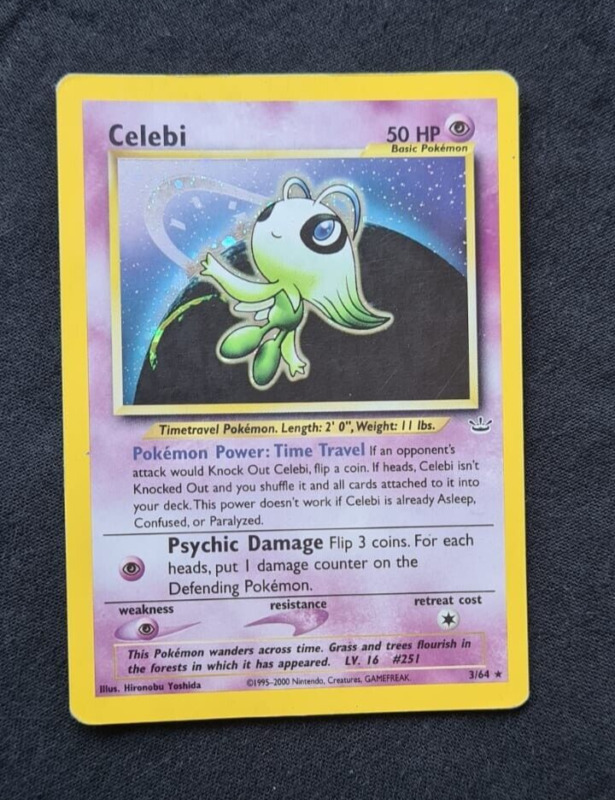 Celebi
50 HP
Basic Pokémon
Timetravel Pokémon. Length: 2' 0", Weight: 11 lbs.
Pokémon Power: Time Travel If an opponent's
attack would Knock Out Celebi, flip a coin. If heads, Celebi isn't
Knocked Out and you shuffle it and all cards attached to it into
your deck. This power doesn't work if Celebi is already Asleep,
Confused, or Paralyzed.
Psychic Damage Flip 3 coins. For each
heads, put 1 damage counter on the
Defending Pokémon.
weakness
resistance
retreat cost
This Pokémon wanders across time. Grass and trees flourish in
the forests in which it has appeared. LV. 16 #251
Illus. Hironobu Yoshida
©1995-2000 Nintendo, Creatures, GAMEFREAK.
3/64 ★